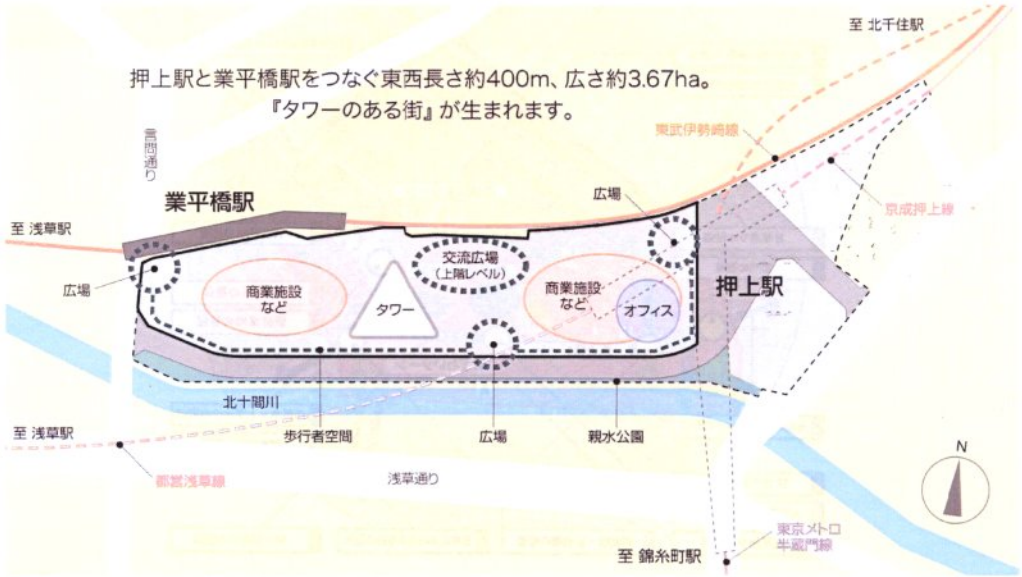 至 北千住駅
押上駅と業平橋駅をつなぐ東西長さ約400m、広さ約3.67ha。
『タワーのある街』が生まれます。
東武伊勢崎線
言問通り
業平橋駅
広場
京成押上線
至 浅草駅
交流広場
(上階レベル)
広場
商業施設
など
タワー
商業施設
など
オフィス
押上駅
北十間川
至 浅草駅
歩行者空間
広場
親水公園
都営浅草線
浅草通り
N
東京メトロ
半蔵門線
至 錦糸町駅